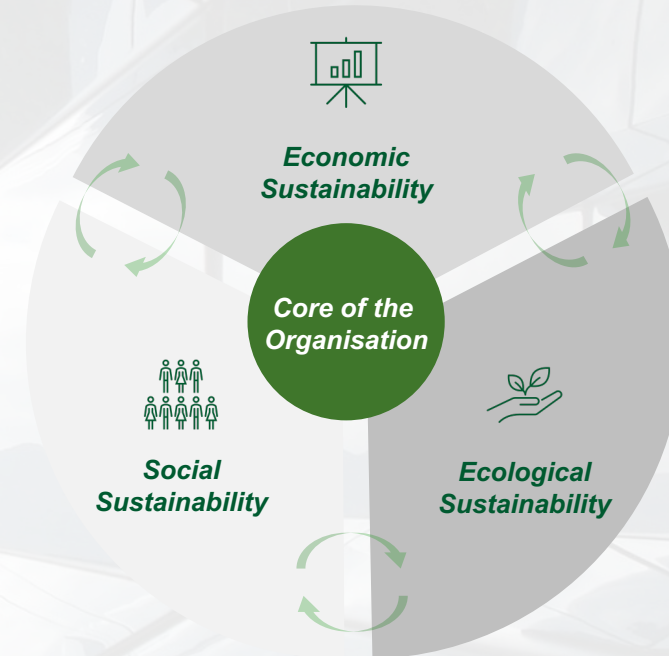 Economic
Sustainability
Core of the
Organisation
Social
Sustainability
Ecological
Sustainability